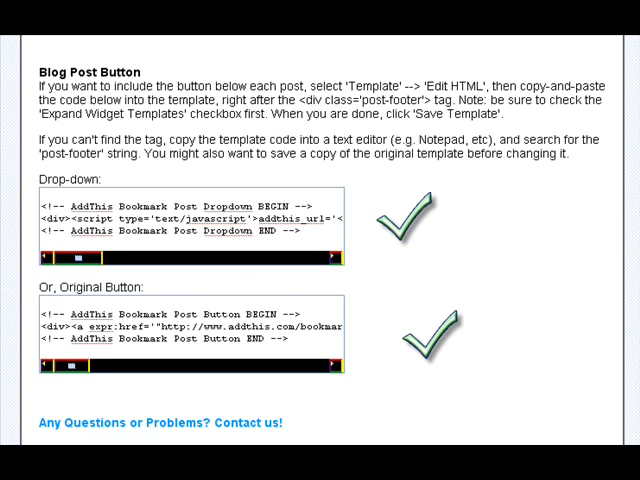 Blog Post Button
If you want to include the button below each post, select 'Template' --> 'Edit HTML', then copy-and-paste
the code below into the template, right after the <div class='post-footer'> tag. Note: be sure to check the
'Expand Widget Templates' checkbox first. When you are done, click 'Save Template'.
If you can't find the tag, copy the template code into a text editor (e.g. Notepad, etc), and search for the
'post-footer' string. You might also want to save a copy of the original template before changing it.
Drop-down:
<!-- AddThis Bookmark Post Dropdown BEGIN -->
<div><script type='text/javascript'>addthis_url='<
<!-- AddThis Bookmark Post Dropdown END -->
Or, Original Button:
<!-- AddThis Bookmark Post Button BEGIN -->
<div><a expr:href='"http://www.addthis.com/bookmar
<!-- AddThis Bookmark Post Button END -->
Any Questions or Problems? Contact us!